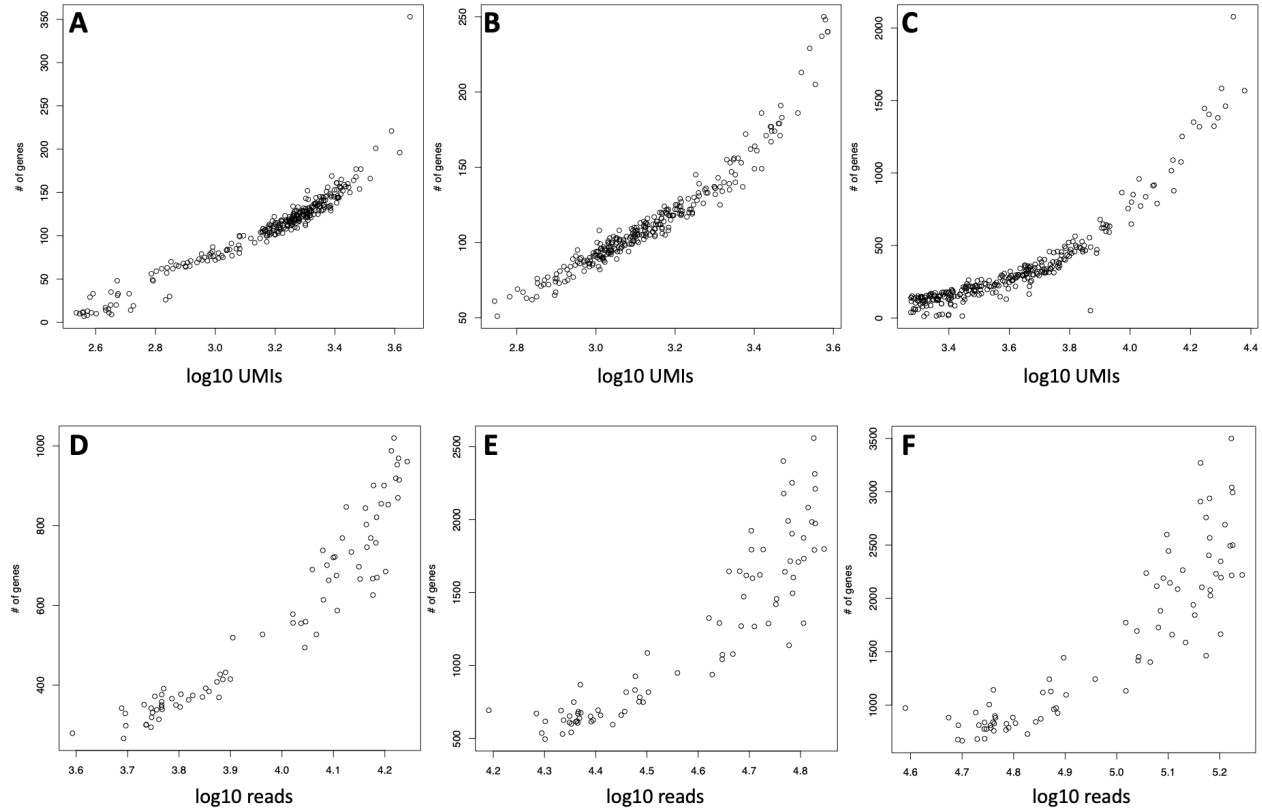 A
350
300
250
200
150
100
50
0
# of genes
2.6 2.8 3.0 3.2 3.4 3.6
log10 UMIs
B
250
200
150
100
50
# of genes
2.8 3.0 3.2 3.4 3.6
log10 UMIs
C
2000
1500
1000
500
0
# of genes
3.4 3.6 3.8 4.0 4.2 4.4
log10 UMIs
D
1000
800
600
400
# of genes
3.6 3.7 3.8 3.9 4.0 4.1 4.2
log10 reads
E
2500
2000
1500
1000
500
# of genes
4.2 4.3 4.4 4.5 4.6 4.7 4.8
log10 reads
F
3500
3000
2500
2000
1500
1000
# of genes
4.6 4.7 4.8 4.9 5.0 5.1 5.2
log10 reads